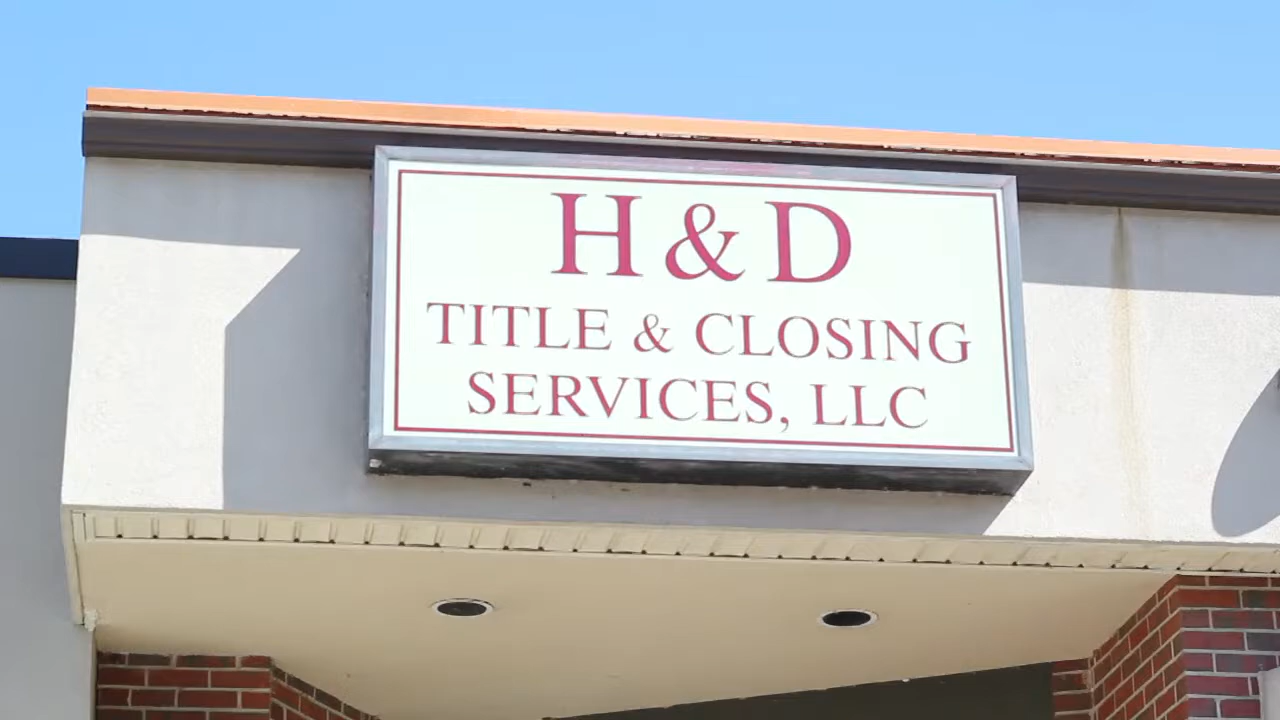 H & D
TITLE & CLOSING
SERVICES, LLC